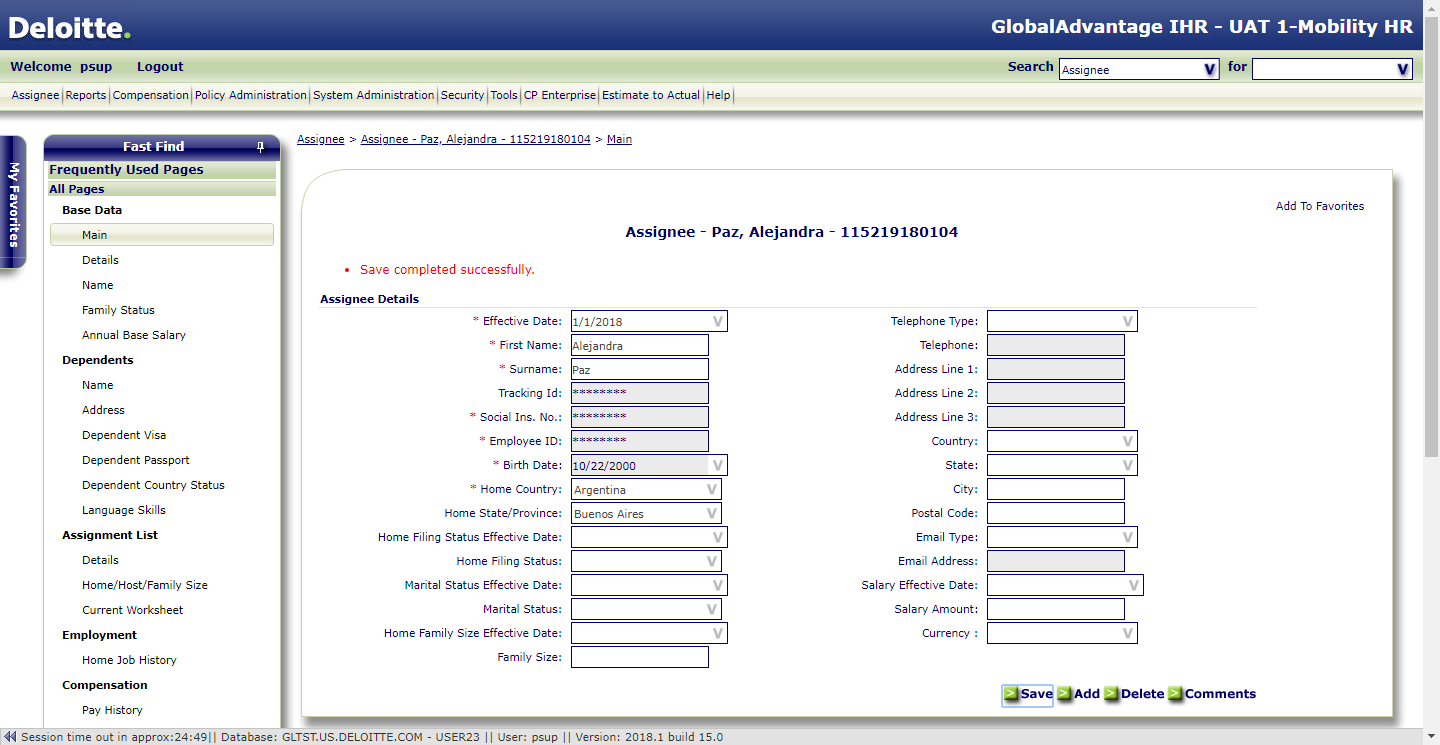 Deloitte.
GlobalAdvantage IHR - UAT 1-Mobility HR
Welcome psup Logout
Search Assignee V for V
Assignee Reports Compensation Policy Administration System Administration Security Tools CP Enterprise Estimate to Actual Help
My Favorites
Fast Find
Frequently Used Pages
All Pages
Base Data
Main
Details
Name
Family Status
Annual Base Salary
Dependents
Name
Address
Dependent Visa
Dependent Passport
Dependent Country Status
Language Skills
Assignment List
Details
Home/Host/Family Size
Current Worksheet
Employment
Home Job History
Compensation
Pay History
Assignee > Assignee - Paz, Alejandra - 115219180104 > Main
Add To Favorites
Assignee - Paz, Alejandra - 115219180104
• Save completed successfully.
Assignee Details
* Effective Date: 1/1/2018 V
* First Name: Alejandra
* Surname: Paz
Tracking Id: ********
* Social Ins. No.: ********
* Employee ID: ********
* Birth Date: 10/22/2000 V
* Home Country: Argentina V
Home State/Province: Buenos Aires V
Home Filing Status Effective Date: V
Home Filing Status: V
Marital Status Effective Date: V
Marital Status: V
Home Family Size Effective Date: V
Family Size:
Telephone Type: V
Telephone:
Address Line 1:
Address Line 2:
Address Line 3:
Country: V
State: V
City:
Postal Code:
Email Type: V
Email Address:
Salary Effective Date: V
Salary Amount:
Currency : V
> Save > Add > Delete > Comments
Session time out in approx:24:49|| Database: GLTST.US.DELOITTE.COM - USER23 || User: psup || Version: 2018.1 build 15.0